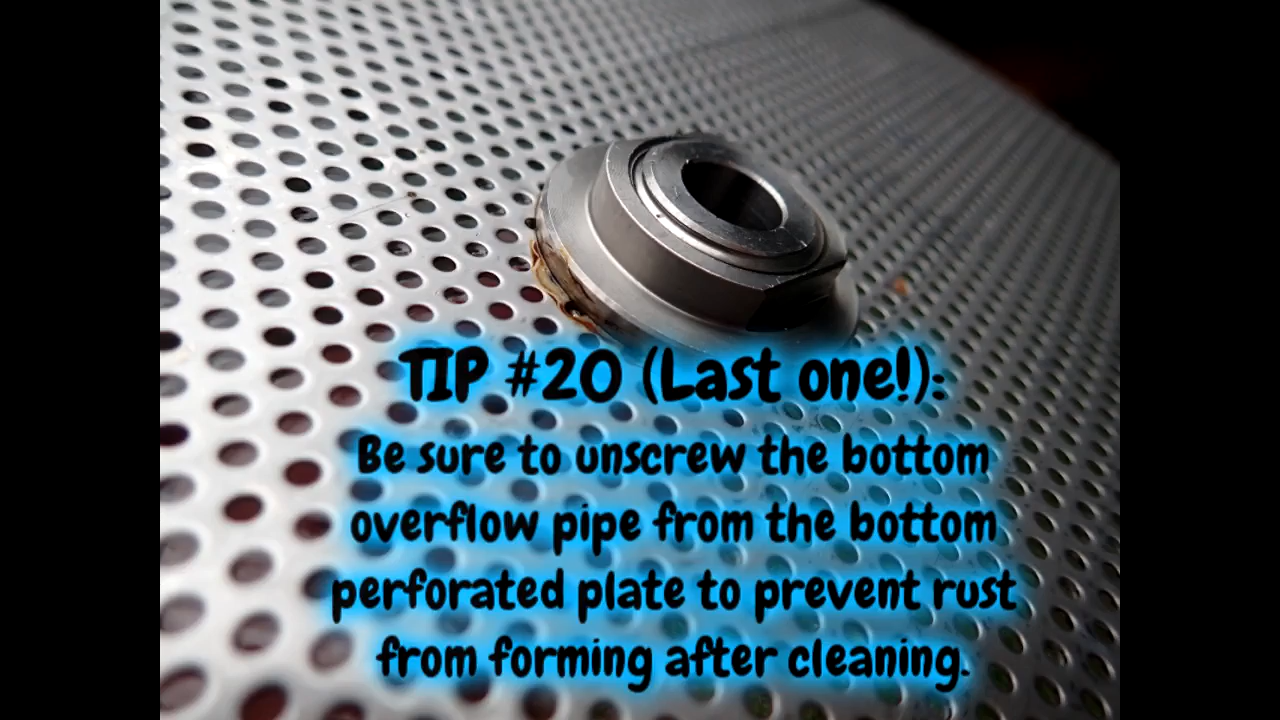 TIP #20 (Last one!):
Be sure to unscrew the bottom
overflow pipe from the bottom
perforated plate to prevent rust
from forming after cleaning.